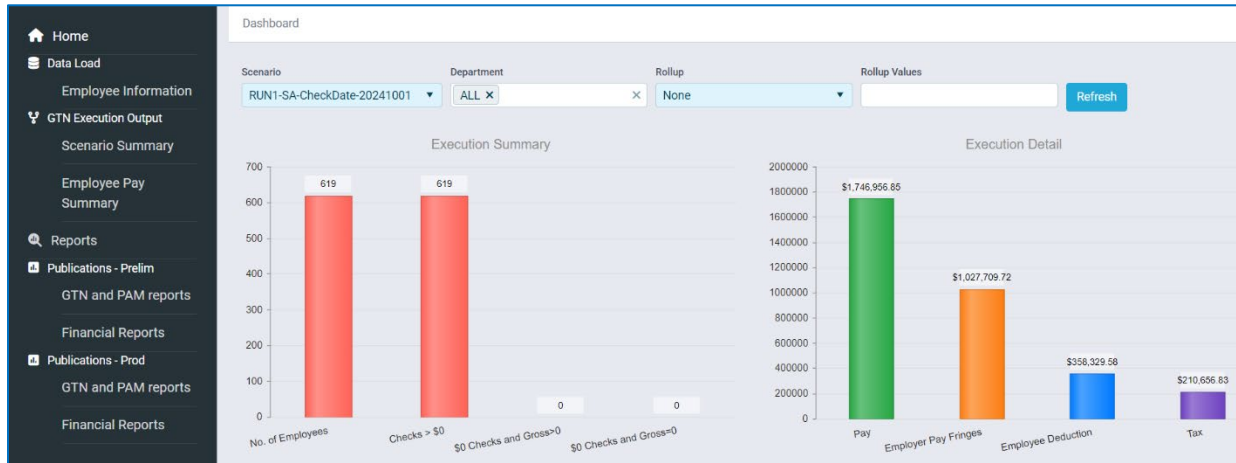 Home
Data Load
Employee Information
GTN Execution Output
Scenario Summary
Employee Pay
Summary
Reports
Publications - Prelim
GTN and PAM reports
Financial Reports
Publications - Prod
GTN and PAM reports
Financial Reports
Dashboard
Scenario
Department
Rollup
Rollup Values
RUN1-SA-CheckDate-20241001
ALL ×
×
None
Refresh
Execution Summary
700
600
500
400
300
200
100
0
619
619
0
0
No. of Employees
Checks > $0
$0 Checks and Gross>0
$0 Checks and Gross=0
Execution Detail
2000000
1800000
1600000
1400000
1200000
1000000
800000
600000
400000
200000
0
$1,746,956.85
$1,027,709.72
$358,329.58
$210,656.83
Pay
Employer Pay Fringes
Employee Deduction
Tax